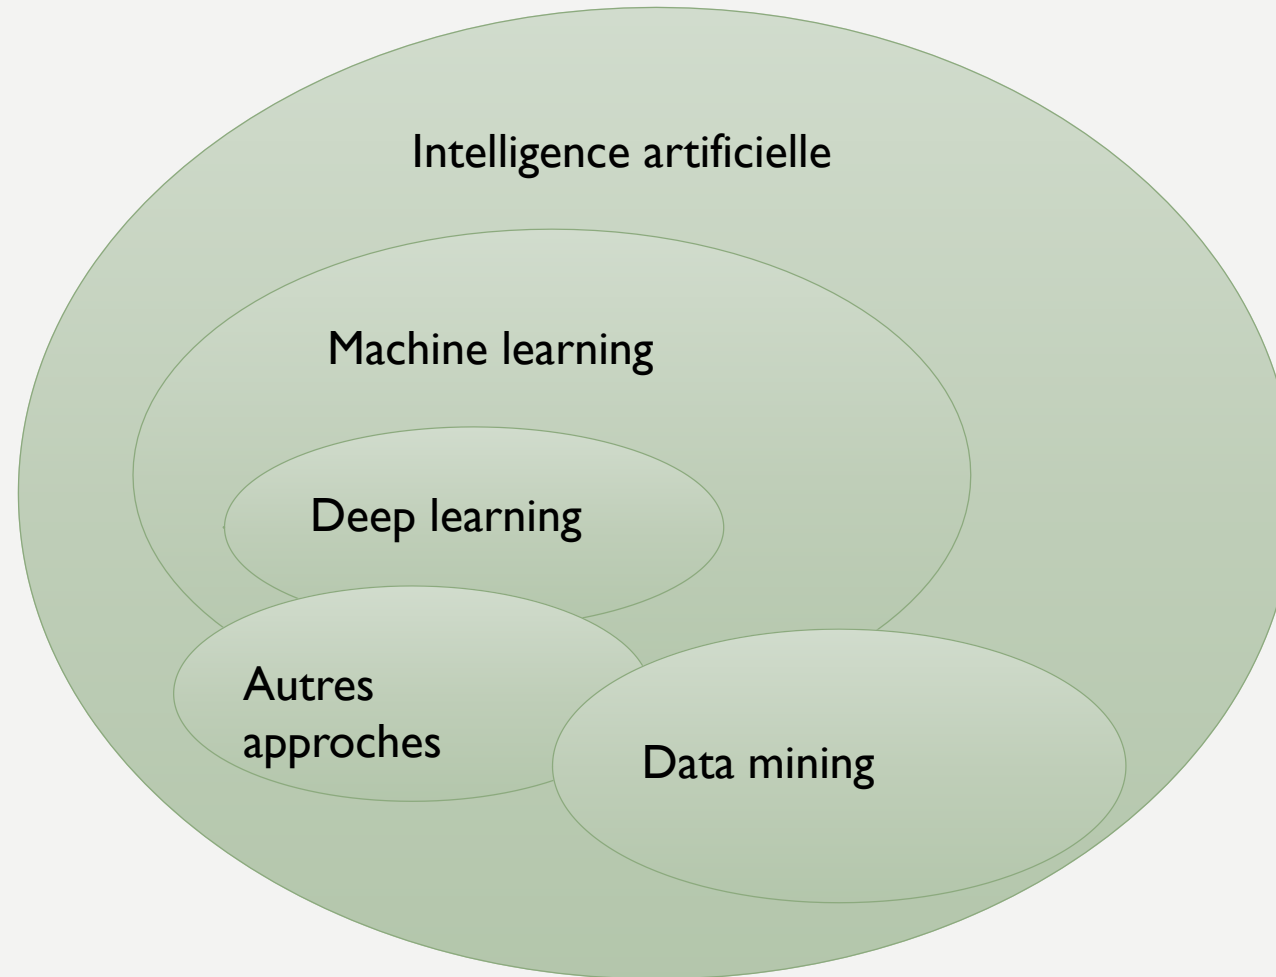 Intelligence artificielle
Machine learning
Deep learning
Autres
approches
Data mining